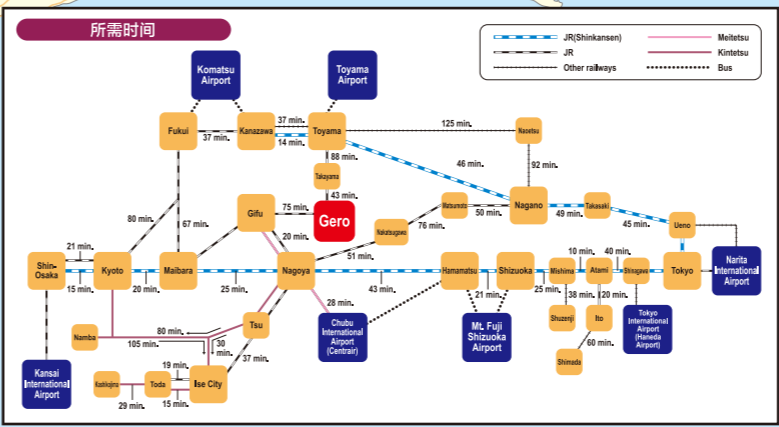 所需时间
JR(Shinkansen)
JR
Other railways
Meitetsu
Kintetsu
Bus
Komatsu
Airport
Toyama
Airport
Fukui
37 min.
Kanazawa
37 min.
14 min.
Toyama
125 min.
Naoetsu
88 min.
46 min.
92 min.
Takayama
43 min.
Gero
75 min.
Gifu
80 min.
67 min.
20 min.
Nakatsugawa
51 min.
76 min.
Matsumoto
50 min.
Nagano
49 min.
Takasaki
45 min.
Ueno
21 min.
Shin-
Osaka
15 min.
Kyoto
20 min.
Maibara
25 min.
Nagoya
43 min.
Hamamatsu
21 min.
Shizuoka
25 min.
Mishima
10 min.
Atami
40 min.
Shinagawa
Tokyo
Narita
International
Airport
38 min.
20 min.
Shuzenji
Ito
60 min.
Shimada
Tokyo
International
Airport
(Haneda
Airport)
28 min.
Chubu
International
Airport
(Centrair)
Mt. Fuji
Shizuoka
Airport
Tsu
80 min.
Namba
105 min.
30
min.
37 min.
Kansai
International
Airport
Kashikojima
29 min.
Toda
19 min.
15 min.
Ise City